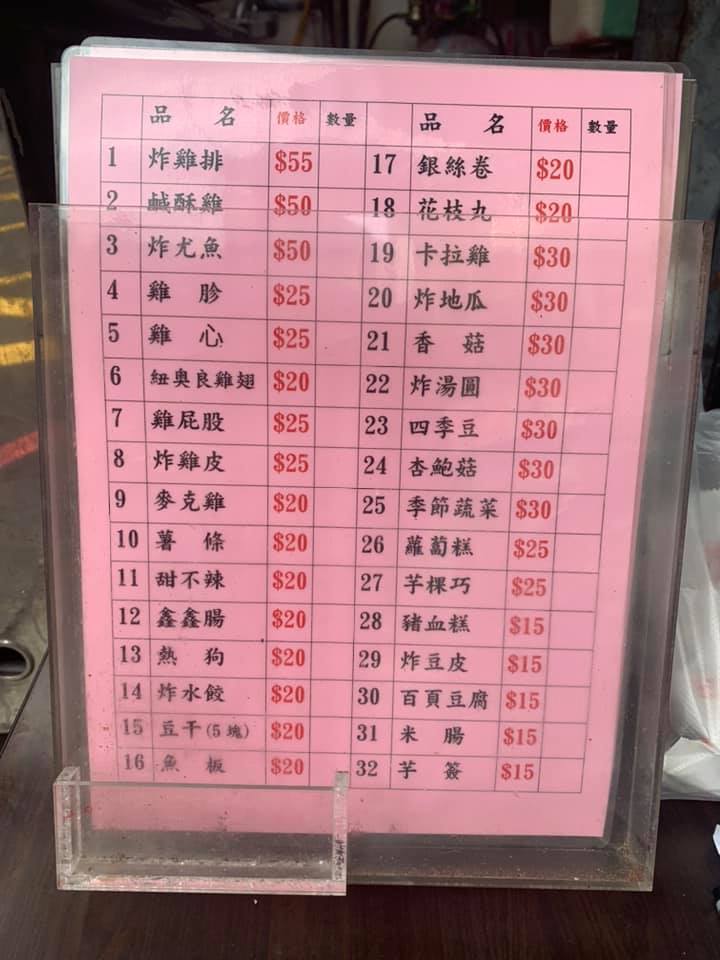 品 名 價格 數量 品 名 價格 數量
1 炸雞排 $55 17 銀絲卷 $20
2 鹹酥雞 $50 18 花枝丸 $20
3 炸尤魚 $50 19 卡拉雞 $30
4 雞 胗 $25 20 炸地瓜 $30
5 雞 心 $25 21 香 菇 $30
6 紐奧良雞翅 $20 22 炸湯圓 $30
7 雞屁股 $25 23 四季豆 $30
8 炸雞皮 $25 24 杏鮑菇 $30
9 麥克雞 $20 25 季節蔬菜 $30
10 薯 條 $20 26 蘿蔔糕 $25
11 甜不辣 $20 27 芋粿巧 $25
12 鑫鑫腸 $20 28 豬血糕 $15
13 熱 狗 $20 29 炸豆皮 $15
14 炸水餃 $20 30 百頁豆腐 $15
15 豆干(5塊) $20 31 米 腸 $15
16 魚 板 $20 32 芋 簽 $15